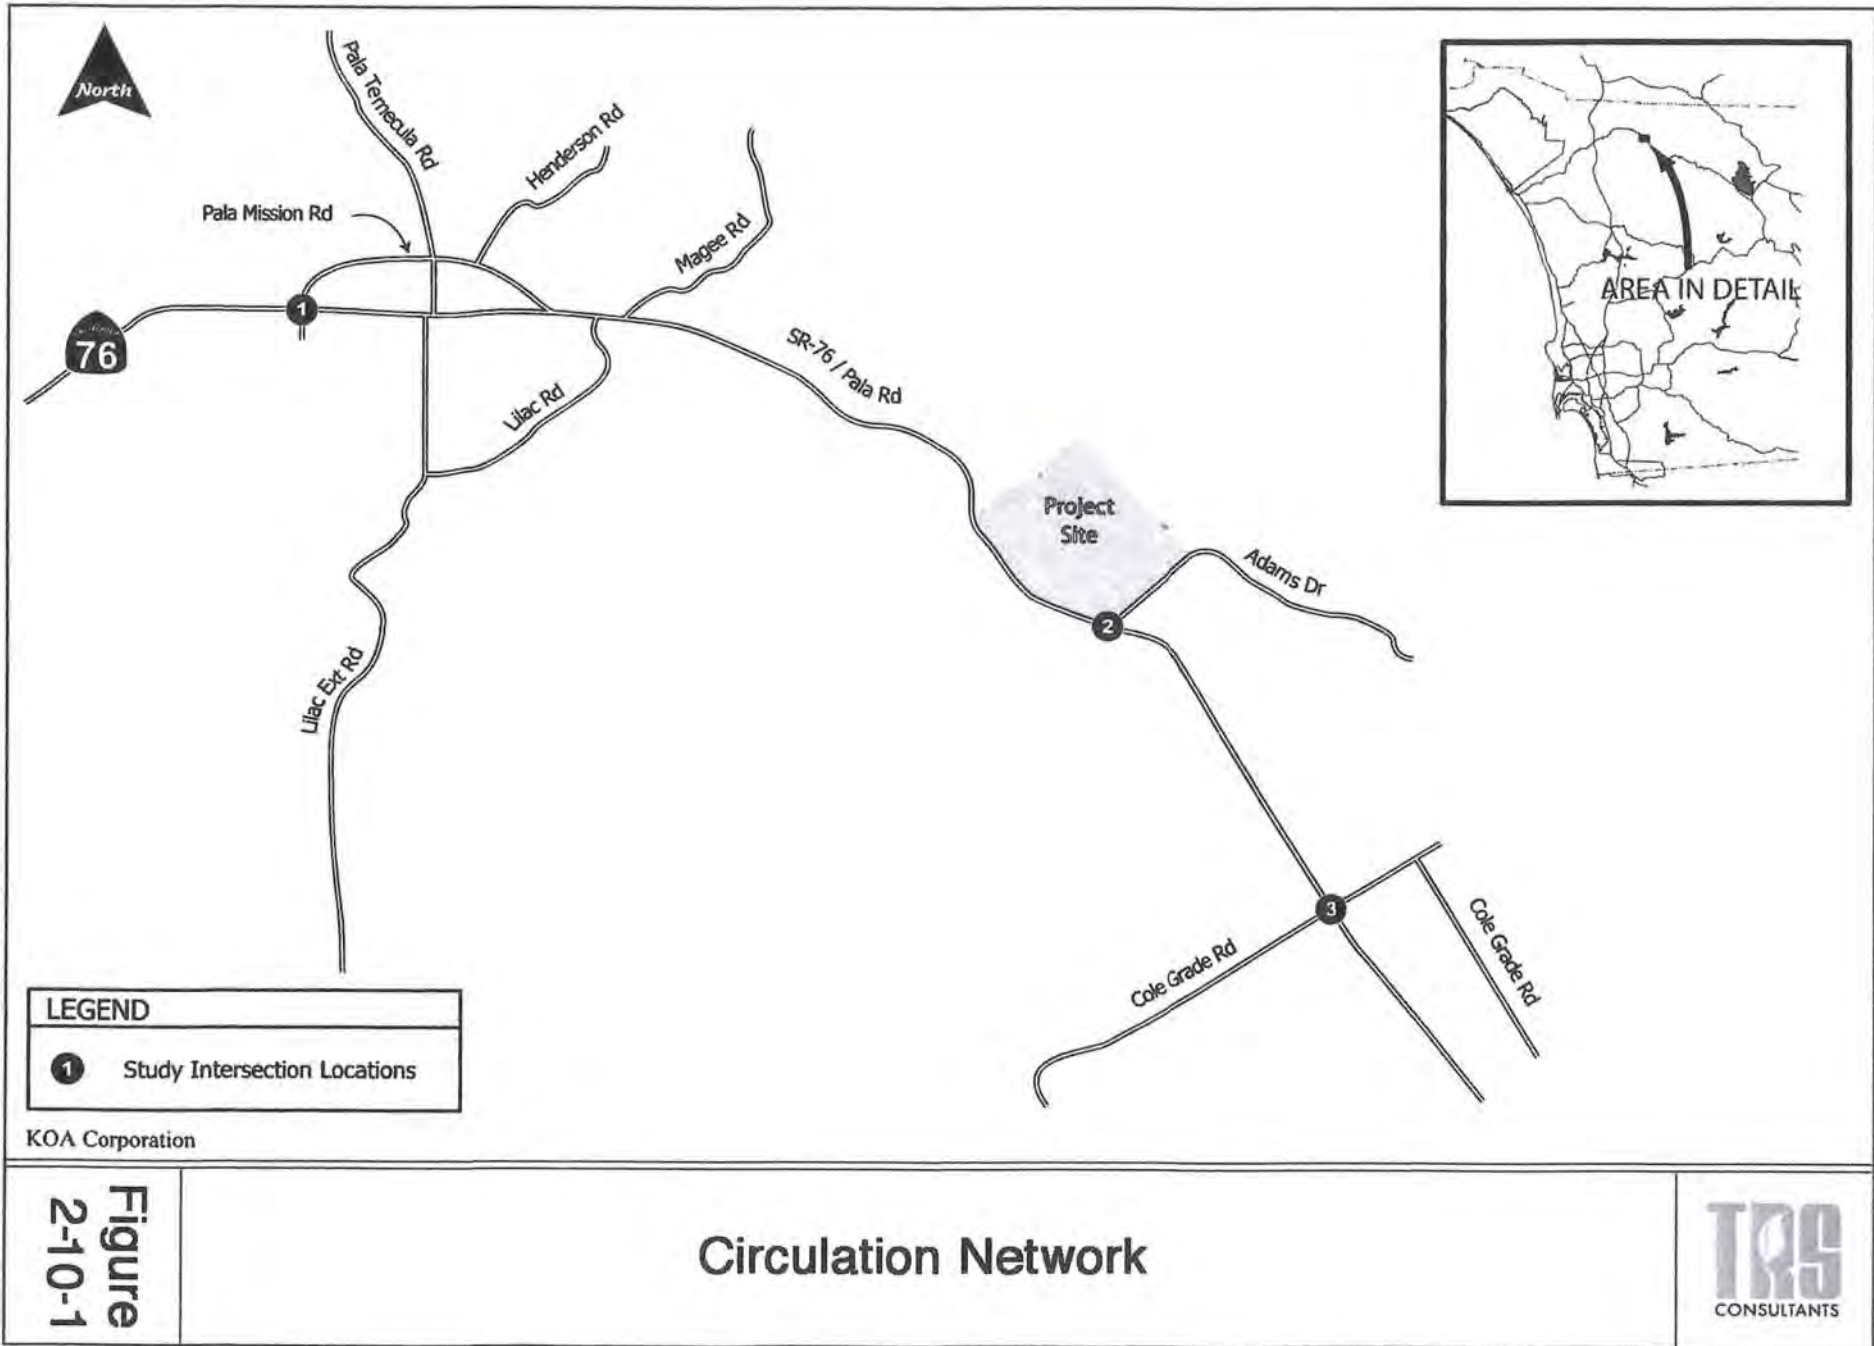 North
Pala Temecula Rd
Henderson Rd
Pala Mission Rd
Magee Rd
1
76
SR-76 / Pala Rd
Lilac Rd
AREA IN DETAIL
Project
Site
Adams Dr
2
Lilac Ext Rd
3
Cole Grade Rd
Cole Grade Rd
LEGEND
1 Study Intersection Locations
KOA Corporation
Figure
2-10-1
Circulation Network
TRS
CONSULTANTS